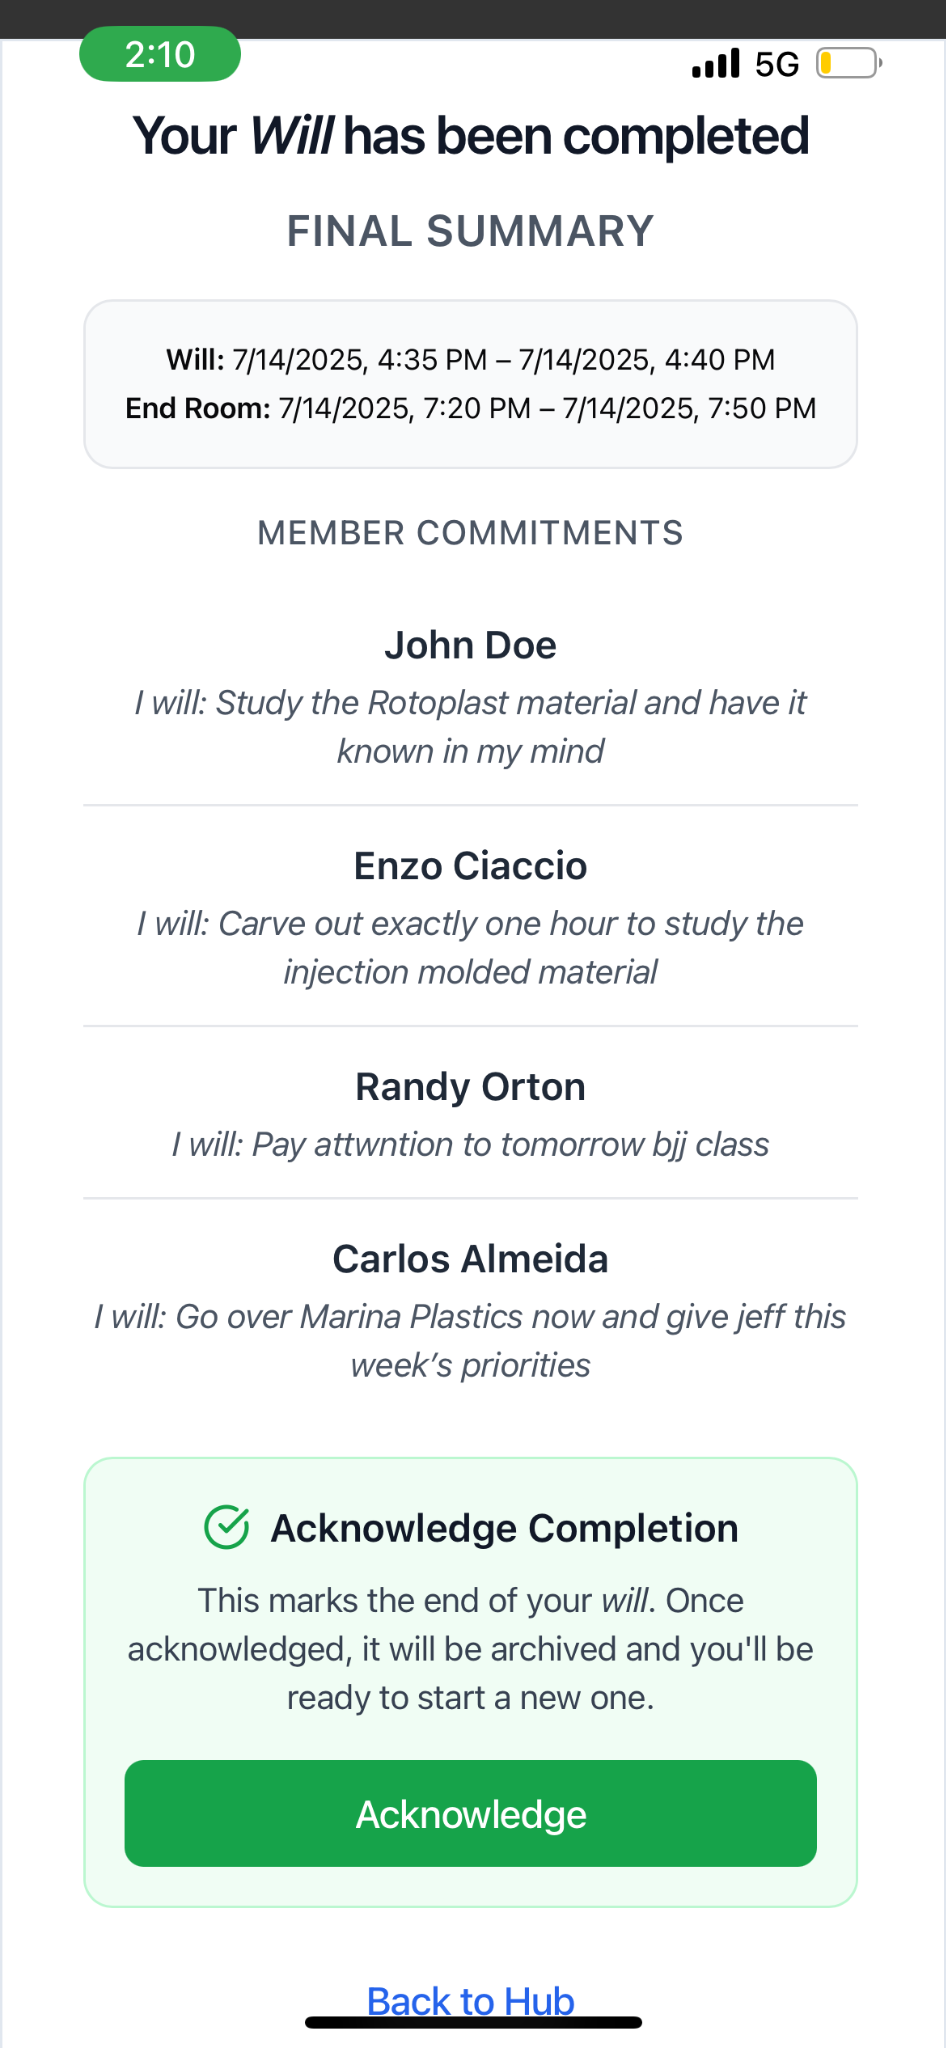 2:10
5G
Your Will has been completed
FINAL SUMMARY
Will: 7/14/2025, 4:35 PM – 7/14/2025, 4:40 PM
End Room: 7/14/2025, 7:20 PM – 7/14/2025, 7:50 PM
MEMBER COMMITMENTS
John Doe
I will: Study the Rotoplast material and have it
known in my mind
Enzo Ciaccio
I will: Carve out exactly one hour to study the
injection molded material
Randy Orton
I will: Pay attwntion to tomorrow bjj class
Carlos Almeida
I will: Go over Marina Plastics now and give jeff this
week’s priorities
Acknowledge Completion
This marks the end of your will. Once
acknowledged, it will be archived and you'll be
ready to start a new one.
Acknowledge
Back to Hub